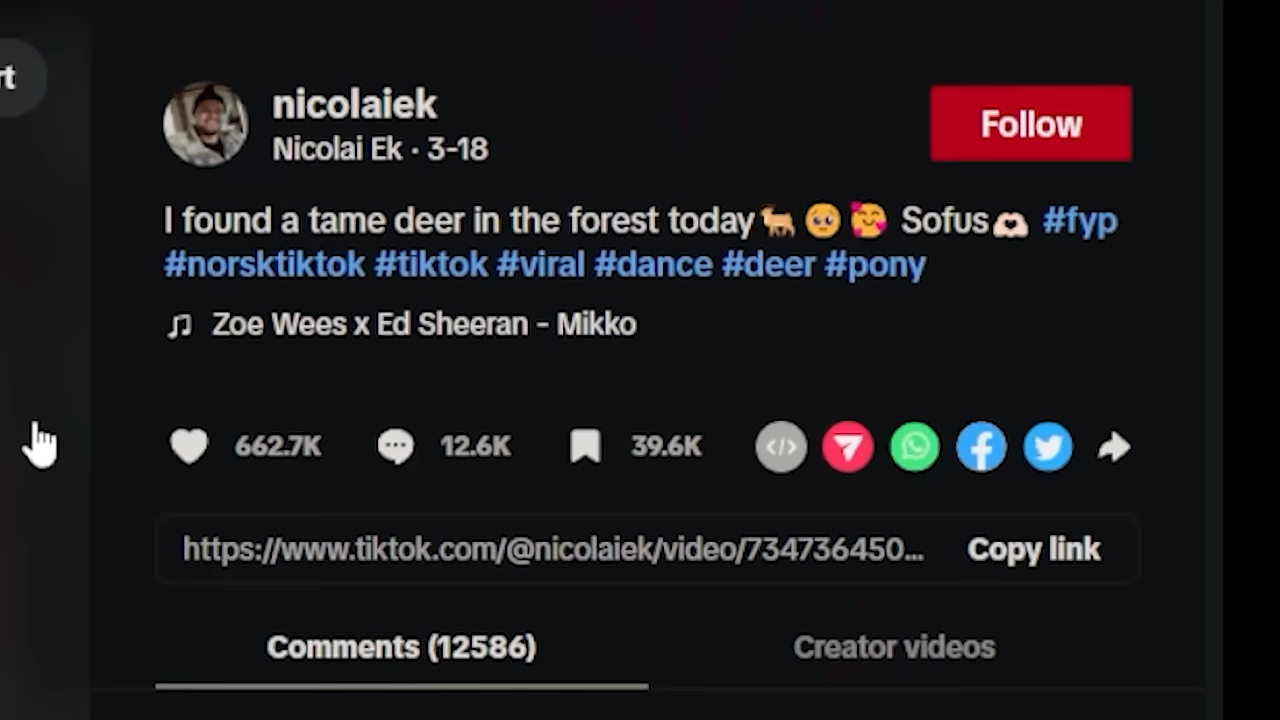 rt
nicolaiek
Nicolai Ek · 3-18
Follow
I found a tame deer in the forest today🐂🥹🥰 Sofus🫶🏻 #fyp
#norsktiktok #tiktok #viral #dance #deer #pony
♫ Zoe Wees x Ed Sheeran - Mikko
662.7K 12.6K 39.6K </>
https://www.tiktok.com/@nicolaiek/video/734736450... Copy link
Comments (12586) Creator videos